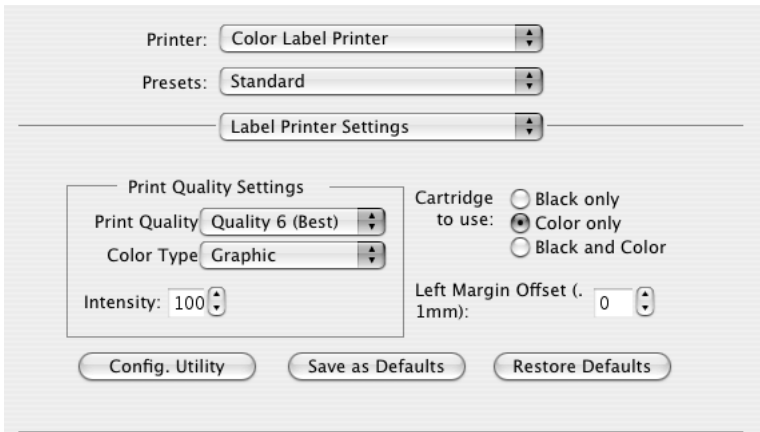 Printer: Color Label Printer
Presets: Standard
Label Printer Settings
Print Quality Settings
Print Quality Quality 6 (Best)
Color Type Graphic
Intensity: 100
Cartridge
to use:
Black only
Color only
Black and Color
Left Margin Offset (.
1mm):
0
Config. Utility
Save as Defaults
Restore Defaults